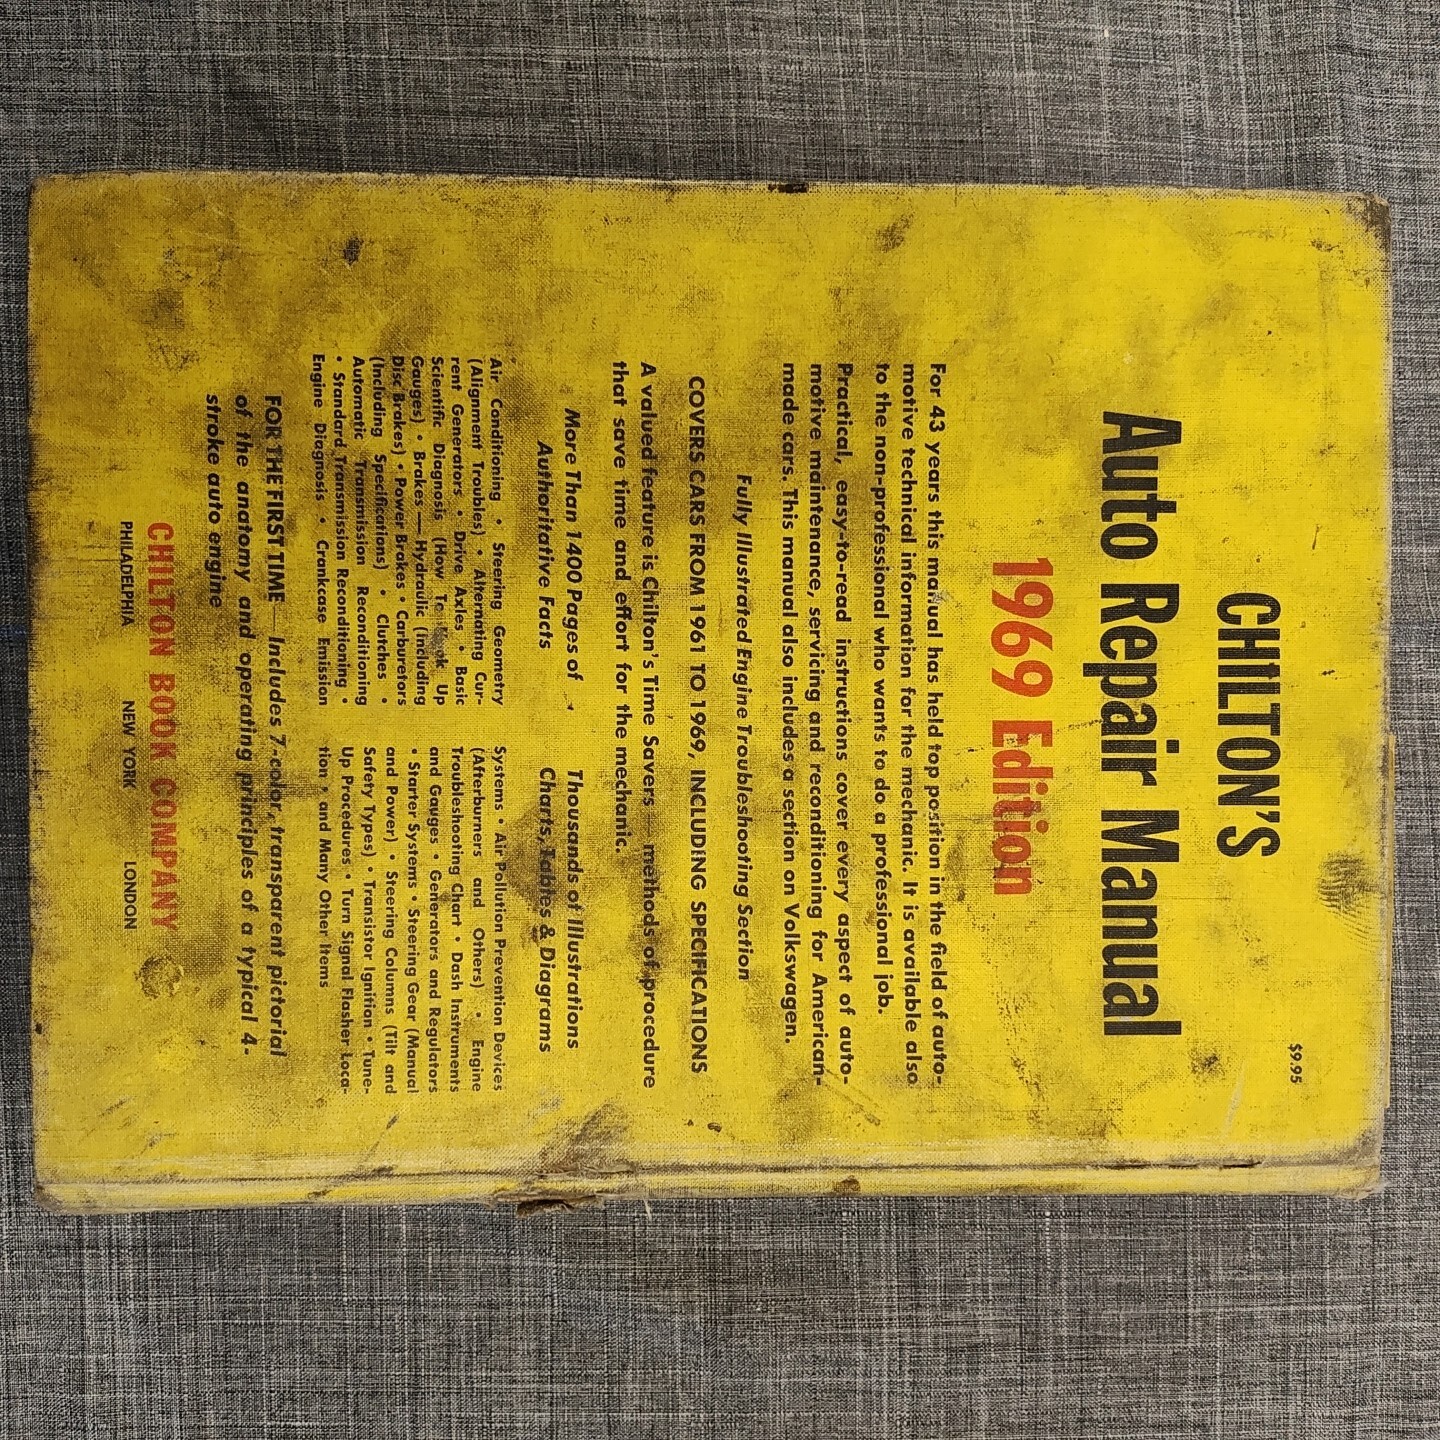 $9.95
CHILTON'S
Auto Repair Manual
1969 Edition
For 43 years this manual has held top position in the field of auto-
motive technical information for the mechanic. It is available also
to the non-professional who wants to do a professional job.
Practical, easy-to-read instructions cover every aspect of auto-
motive maintenance, servicing and reconditioning for American-
made cars. This manual also includes a section on Volkswagen.
Fully Illustrated Engine Troubleshooting Section
COVERS CARS FROM 1961 TO 1969, INCLUDING SPECIFICATIONS
A valued feature is Chilton's Time Savers — methods of procedure
that save time and effort for the mechanic.
More Than 1400 Pages of
Authoritative Facts
Thousands of Illustrations
Charts, Tables & Diagrams
Air Conditioning • Steering Geometry
(Alignment Troubles) • Alternating Cur-
rent Generators • Drive Axles • Basic
Scientific Diagnosis (How To Hook Up
Gauges) • Brakes — Hydraulic (Including
Disc Brakes) • Power Brakes • Carburetors
(Including Specifications) • Clutches •
Automatic Transmission Reconditioning
• Standard Transmission Reconditioning •
Engine Diagnosis • Crankcase Emission
Systems • Air Pollution Prevention Devices
(Afterburners and Others) • Engine
Troubleshooting Chart • Dash Instruments
and Gauges • Generators and Regulators
• Starter Systems • Steering Gear (Manual
and Power) • Steering Columns (Tilt and
Safety Types) • Transistor Ignition • Tune-
Up Procedures • Turn Signal Flasher Loca-
tion • and Many Other Items
FOR THE FIRST TIME — Includes 7-color, transparent pictorial
of the anatomy and operating principles of a typical 4-
stroke auto engine
CHILTON BOOK COMPANY
PHILADELPHIA NEW YORK LONDON